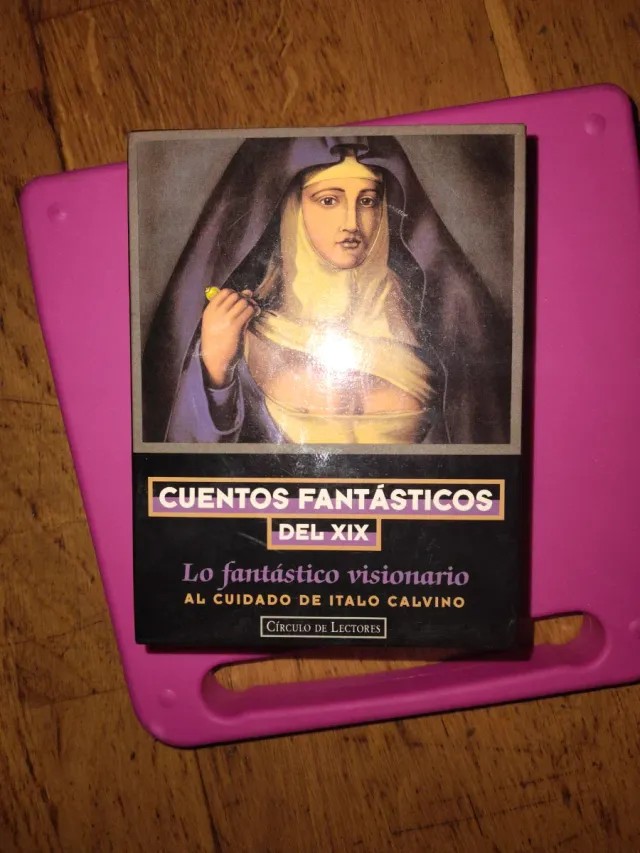 CUENTOS FANTÁSTICOS
DEL XIX
Lo fantástico visionario
AL CUIDADO DE ITALO CALVINO
CÍRCULO DE LECTORES